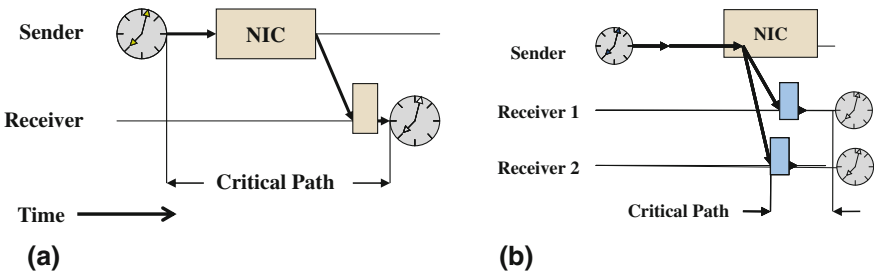 Sender
NIC
Receiver
Critical Path
Time
(a)
NIC
Sender
Receiver 1
Receiver 2
Critical Path
(b)